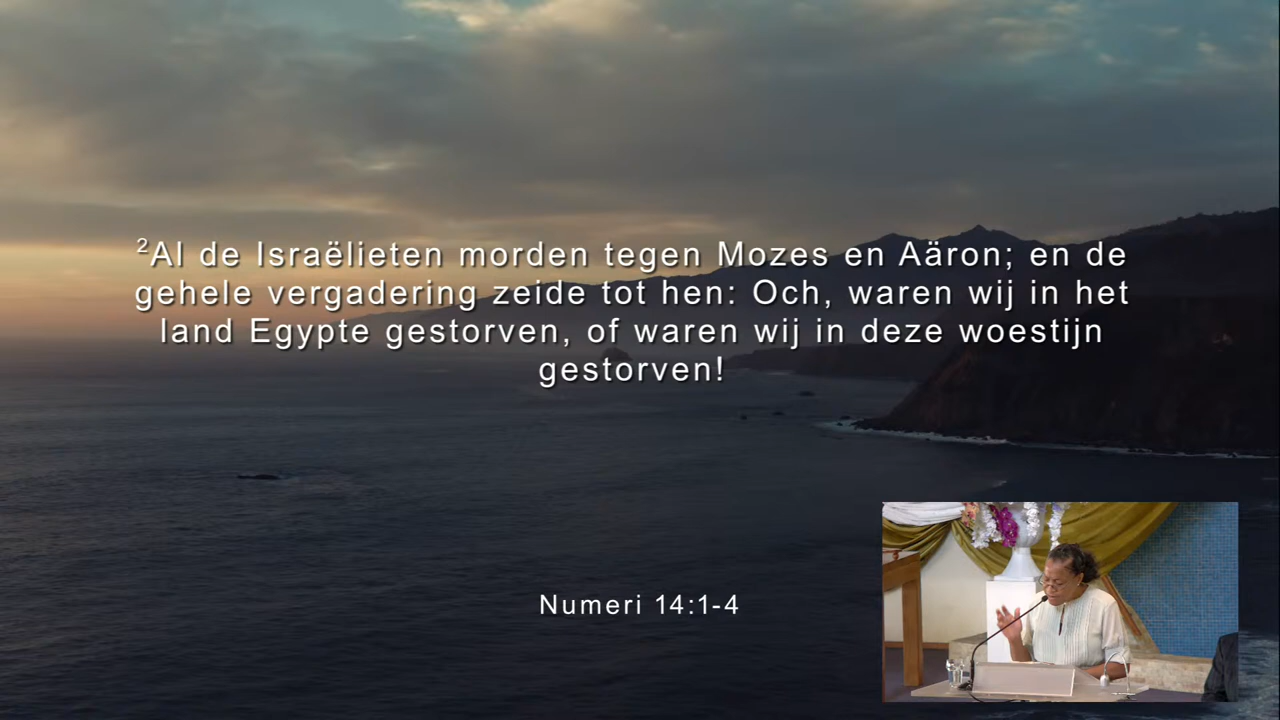 ²Al de Israëlieten morden tegen Mozes en Aäron; en de
gehele vergadering zeide tot hen: Och, waren wij in het
land Egypte gestorven, of waren wij in deze woestijn
gestorven!
Numeri 14:1-4